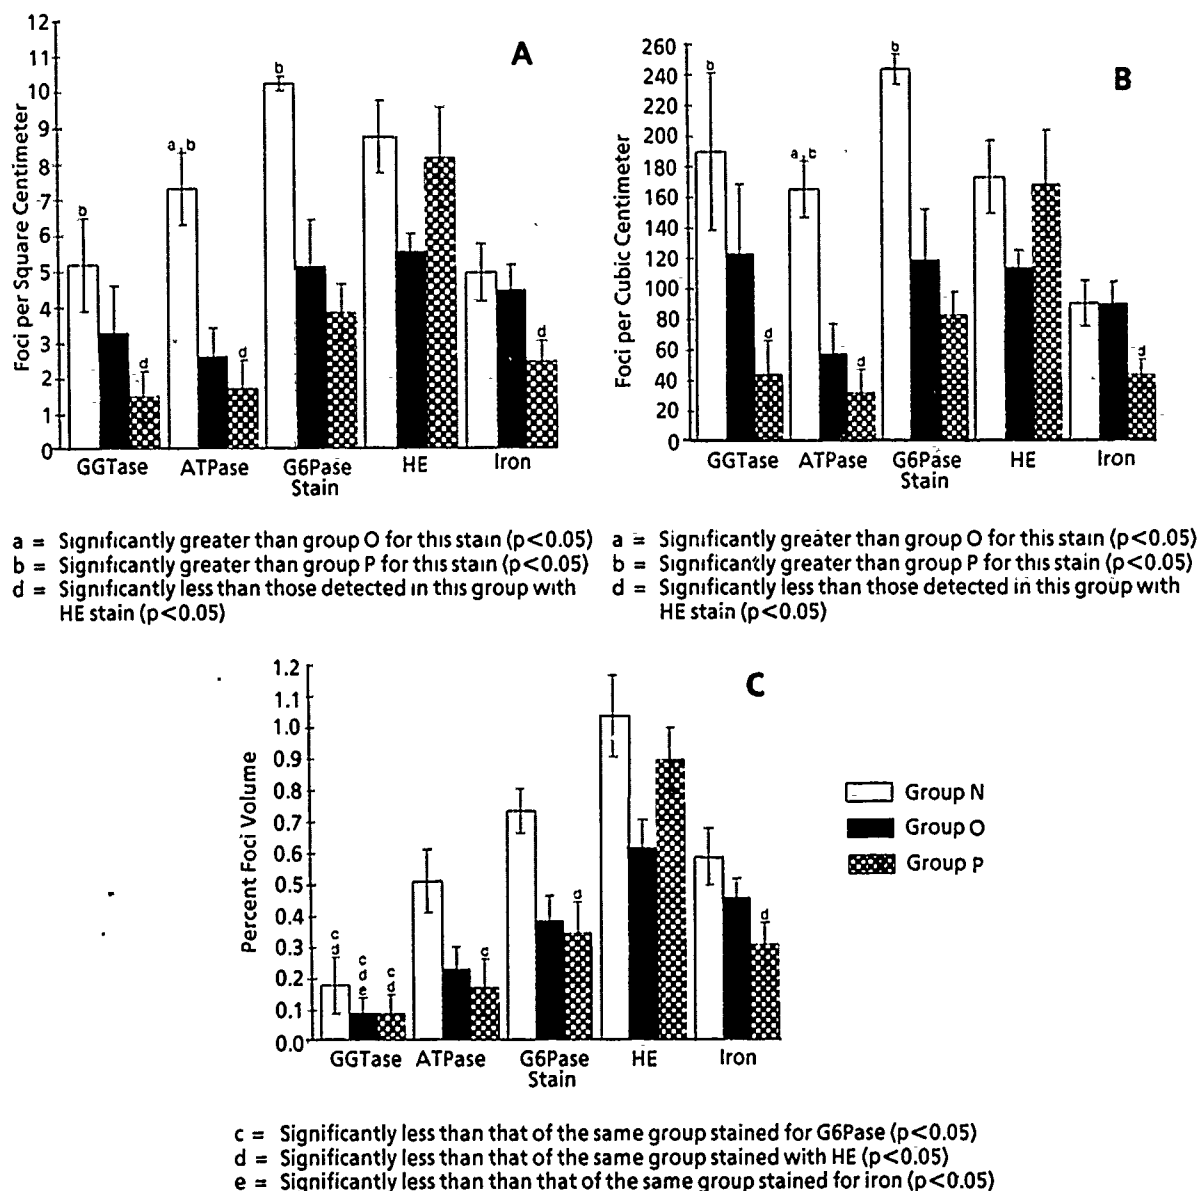 A
12
11
10
9
8
7
6
5
4
3
2
1
0
Foci per Square Centimeter
b
a,b
b
d
d
d
GGTase ATPase G6Pase HE Iron
Stain
a = Significantly greater than group O for this stain (p<0.05)
b = Significantly greater than group P for this stain (p<0.05)
d = Significantly less than those detected in this group with
HE stain (p<0.05)
B
260
240
220
200
180
160
140
120
100
80
60
40
20
0
Foci per Cubic Centimeter
b
a,b
b
d
d
d
GGTase ATPase G6Pase HE Iron
Stain
a = Significantly greater than group O for this stain (p<0.05)
b = Significantly greater than group P for this stain (p<0.05)
d = Significantly less than those detected in this group with
HE stain (p<0.05)
C
1.2
1.1
1.0
0.9
0.8
0.7
0.6
0.5
0.4
0.3
0.2
0.1
0.0
Percent Foci Volume
c
d
c
d
e
c
d
d
d
d
GGTase ATPase G6Pase HE Iron
Stain
Group N
Group O
Group P
c = Significantly less than that of the same group stained for G6Pase (p<0.05)
d = Significantly less than that of the same group stained with HE (p<0.05)
e = Significantly less than than that of the same group stained for iron (p<0.05)